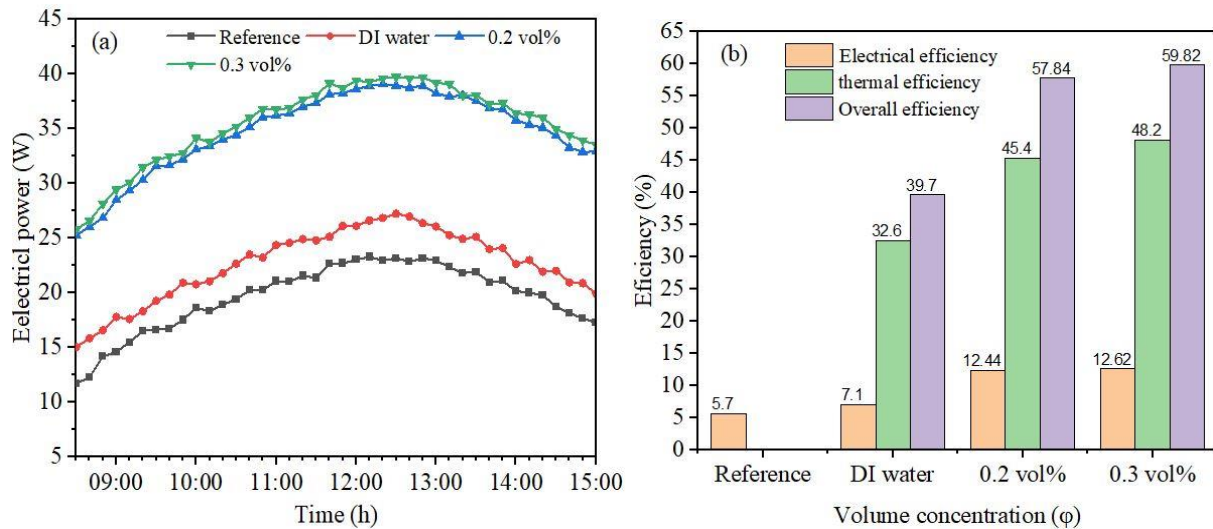 (a)
Reference
DI water
0.2 vol%
0.3 vol%
Eelectricl power (W)
45
40
35
30
25
20
15
10
5
09:00 10:00 11:00 12:00 13:00 14:00 15:00
Time (h)
(b)
Electrical efficiency
thermal efficiency
Overall efficiency
Eficiency (%)
65
60
55
50
45
40
35
30
25
20
15
10
5
0
5.7
7.1
32.6
39.7
12.44
45.4
57.84
12.62
48.2
59.82
Reference DI water 0.2 vol% 0.3 vol%
Volume concentration (φ)